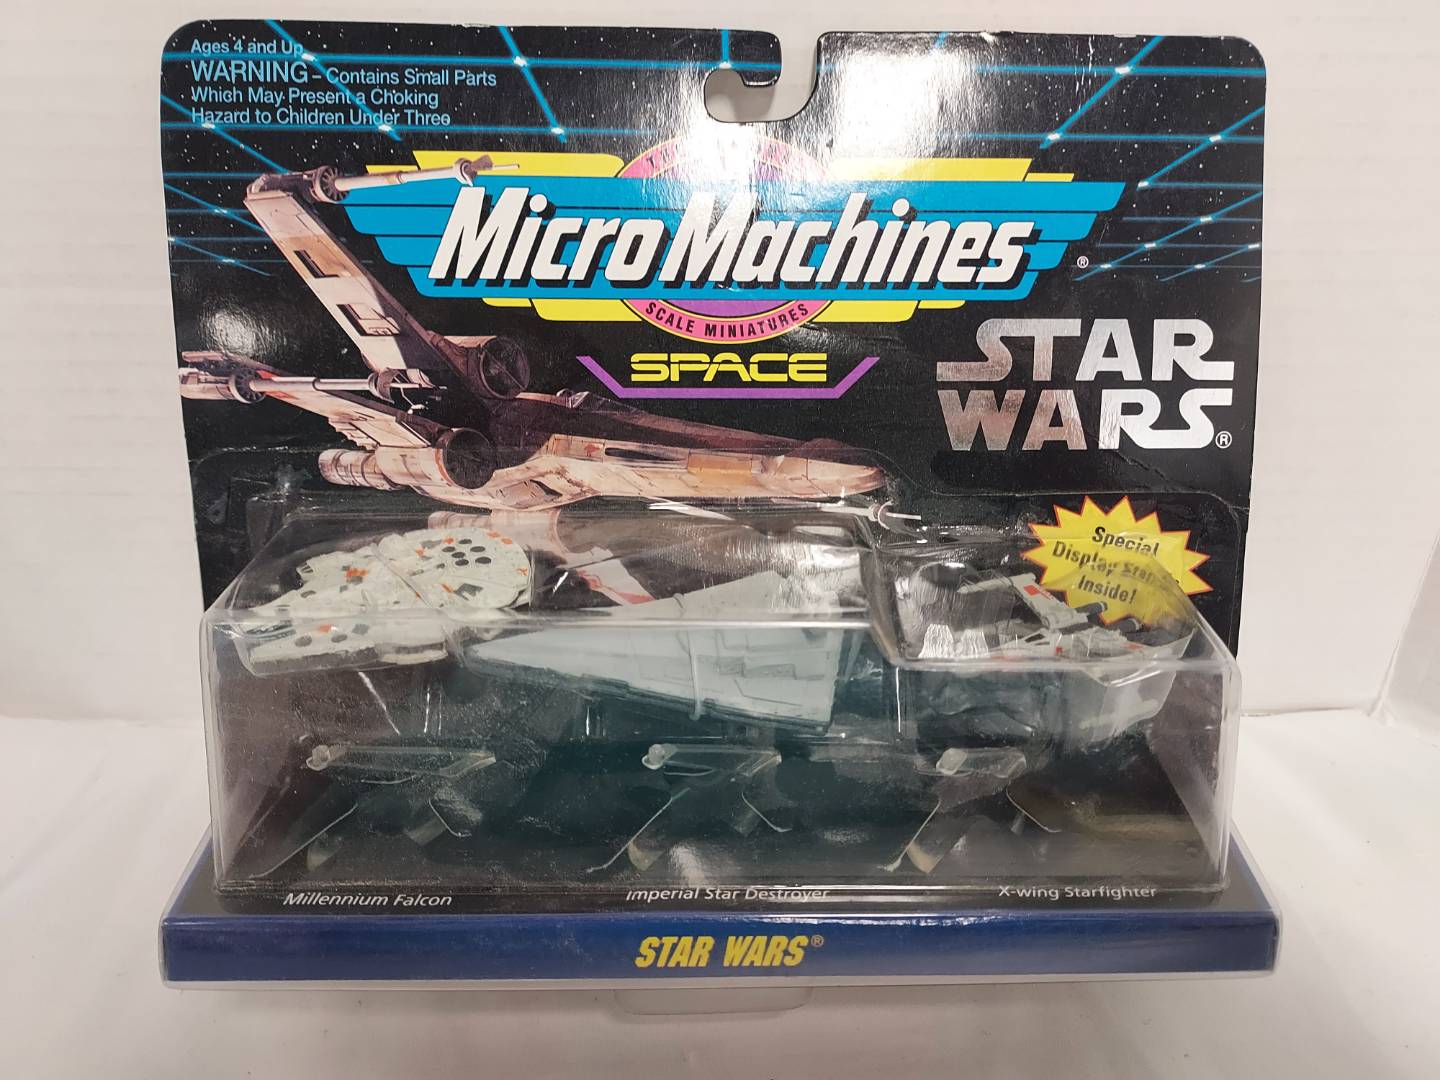 Ages 4 and Up
WARNING – Contains Small Parts
Which May Present a Choking
Hazard to Children Under Three
Micro Machines®
SCALE MINIATURES
SPACE
STAR
WARS®
Special
Display
Inside!
Millennium Falcon
Imperial Star Destroyer
X-wing Starfighter
STAR WARS®